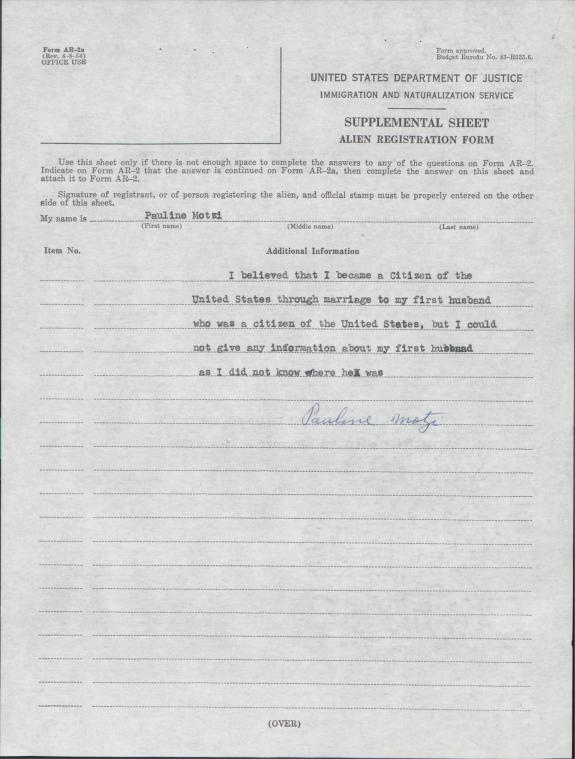 Form AR-2a
(Rev. 4-8-54)
OFFICE USE
Form approved.
Budget Bureau No. 43-R033.6.
UNITED STATES DEPARTMENT OF JUSTICE
IMMIGRATION AND NATURALIZATION SERVICE
SUPPLEMENTAL SHEET
ALIEN REGISTRATION FORM
Use this sheet only if there is not enough space to complete the answers to any of the questions on Form AR-2.
Indicate on Form AR-2 that the answer is continued on Form AR-2a, then complete the answer on this sheet and
attach it to Form AR-2.
Signature of registrant, or of person registering the alien, and official stamp must be properly entered on the other
side of this sheet.
My name is Pauline Motzi
(First name) (Middle name) (Last name)
Item No. Additional Information
I believed that I became a Citizen of the
United States through marriage to my first husband
who was a citizen of the United States, but I could
not give any information about my first hubbnad
as I did not know where heX was
Pauline Motzi
(OVER)